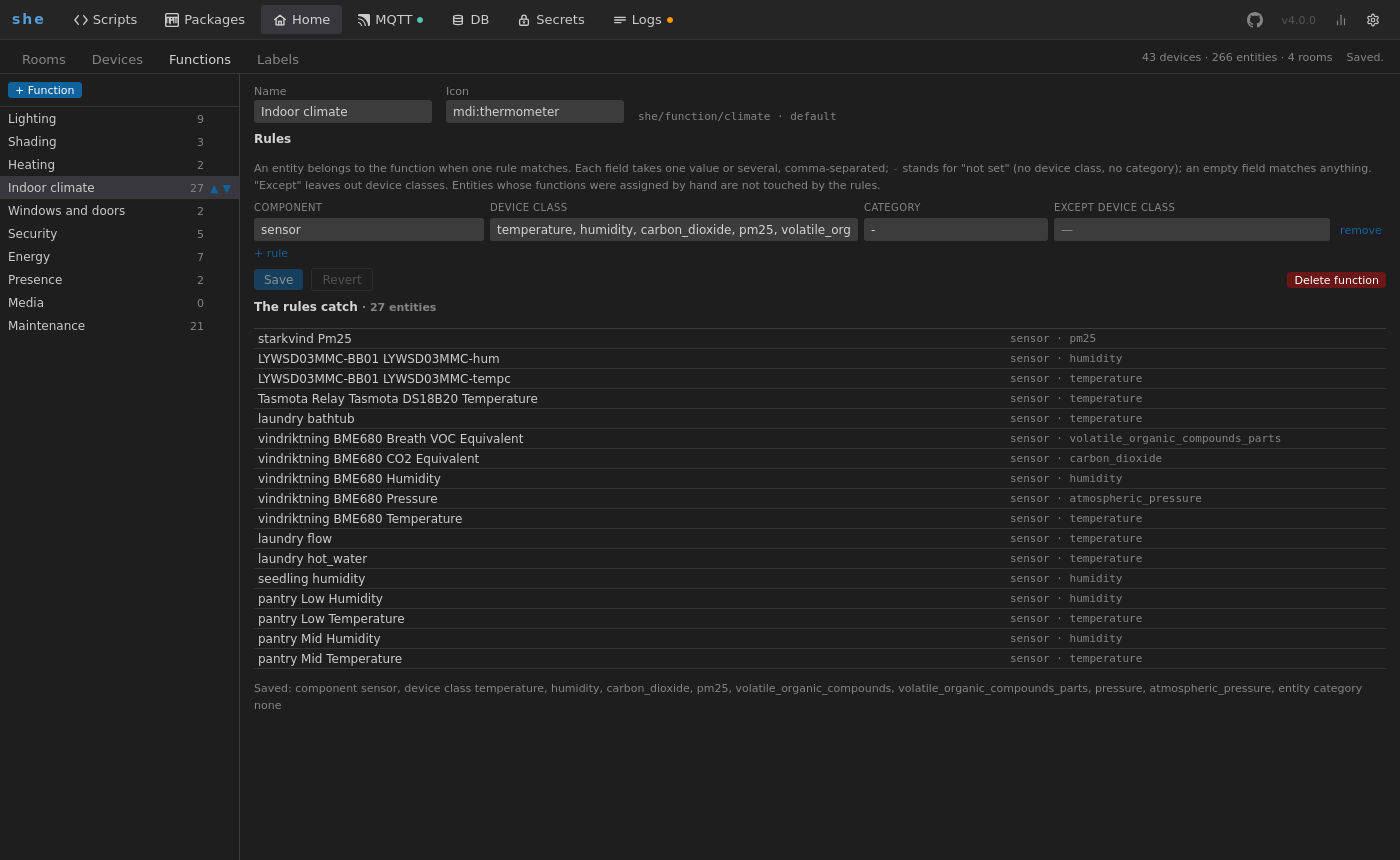 she Scripts Packages Home MQTT DB Secrets Logs v4.0.0
Rooms Devices Functions Labels 43 devices · 266 entities · 4 rooms Saved.
+ Function
Lighting 9
Shading 3
Heating 2
Indoor climate 27 ▲ ▼
Windows and doors 2
Security 5
Energy 7
Presence 2
Media 0
Maintenance 21
Name Icon
Indoor climate mdi:thermometer she/function/climate · default
Rules
An entity belongs to the function when one rule matches. Each field takes one value or several, comma-separated; - stands for "not set" (no device class, no category); an empty field matches anything.
"Except" leaves out device classes. Entities whose functions were assigned by hand are not touched by the rules.
COMPONENT DEVICE CLASS CATEGORY EXCEPT DEVICE CLASS
sensor temperature, humidity, carbon_dioxide, pm25, volatile_org - — remove
+ rule
Save Revert Delete function
The rules catch · 27 entities
starkvind Pm25 sensor · pm25
LYWSD03MMC-BB01 LYWSD03MMC-hum sensor · humidity
LYWSD03MMC-BB01 LYWSD03MMC-tempc sensor · temperature
Tasmota Relay Tasmota DS18B20 Temperature sensor · temperature
laundry bathtub sensor · temperature
vindriktning BME680 Breath VOC Equivalent sensor · volatile_organic_compounds_parts
vindriktning BME680 CO2 Equivalent sensor · carbon_dioxide
vindriktning BME680 Humidity sensor · humidity
vindriktning BME680 Pressure sensor · atmospheric_pressure
vindriktning BME680 Temperature sensor · temperature
laundry flow sensor · temperature
laundry hot_water sensor · temperature
seedling humidity sensor · humidity
pantry Low Humidity sensor · humidity
pantry Low Temperature sensor · temperature
pantry Mid Humidity sensor · humidity
pantry Mid Temperature sensor · temperature
Saved: component sensor, device class temperature, humidity, carbon_dioxide, pm25, volatile_organic_compounds, volatile_organic_compounds_parts, pressure, atmospheric_pressure, entity category
none